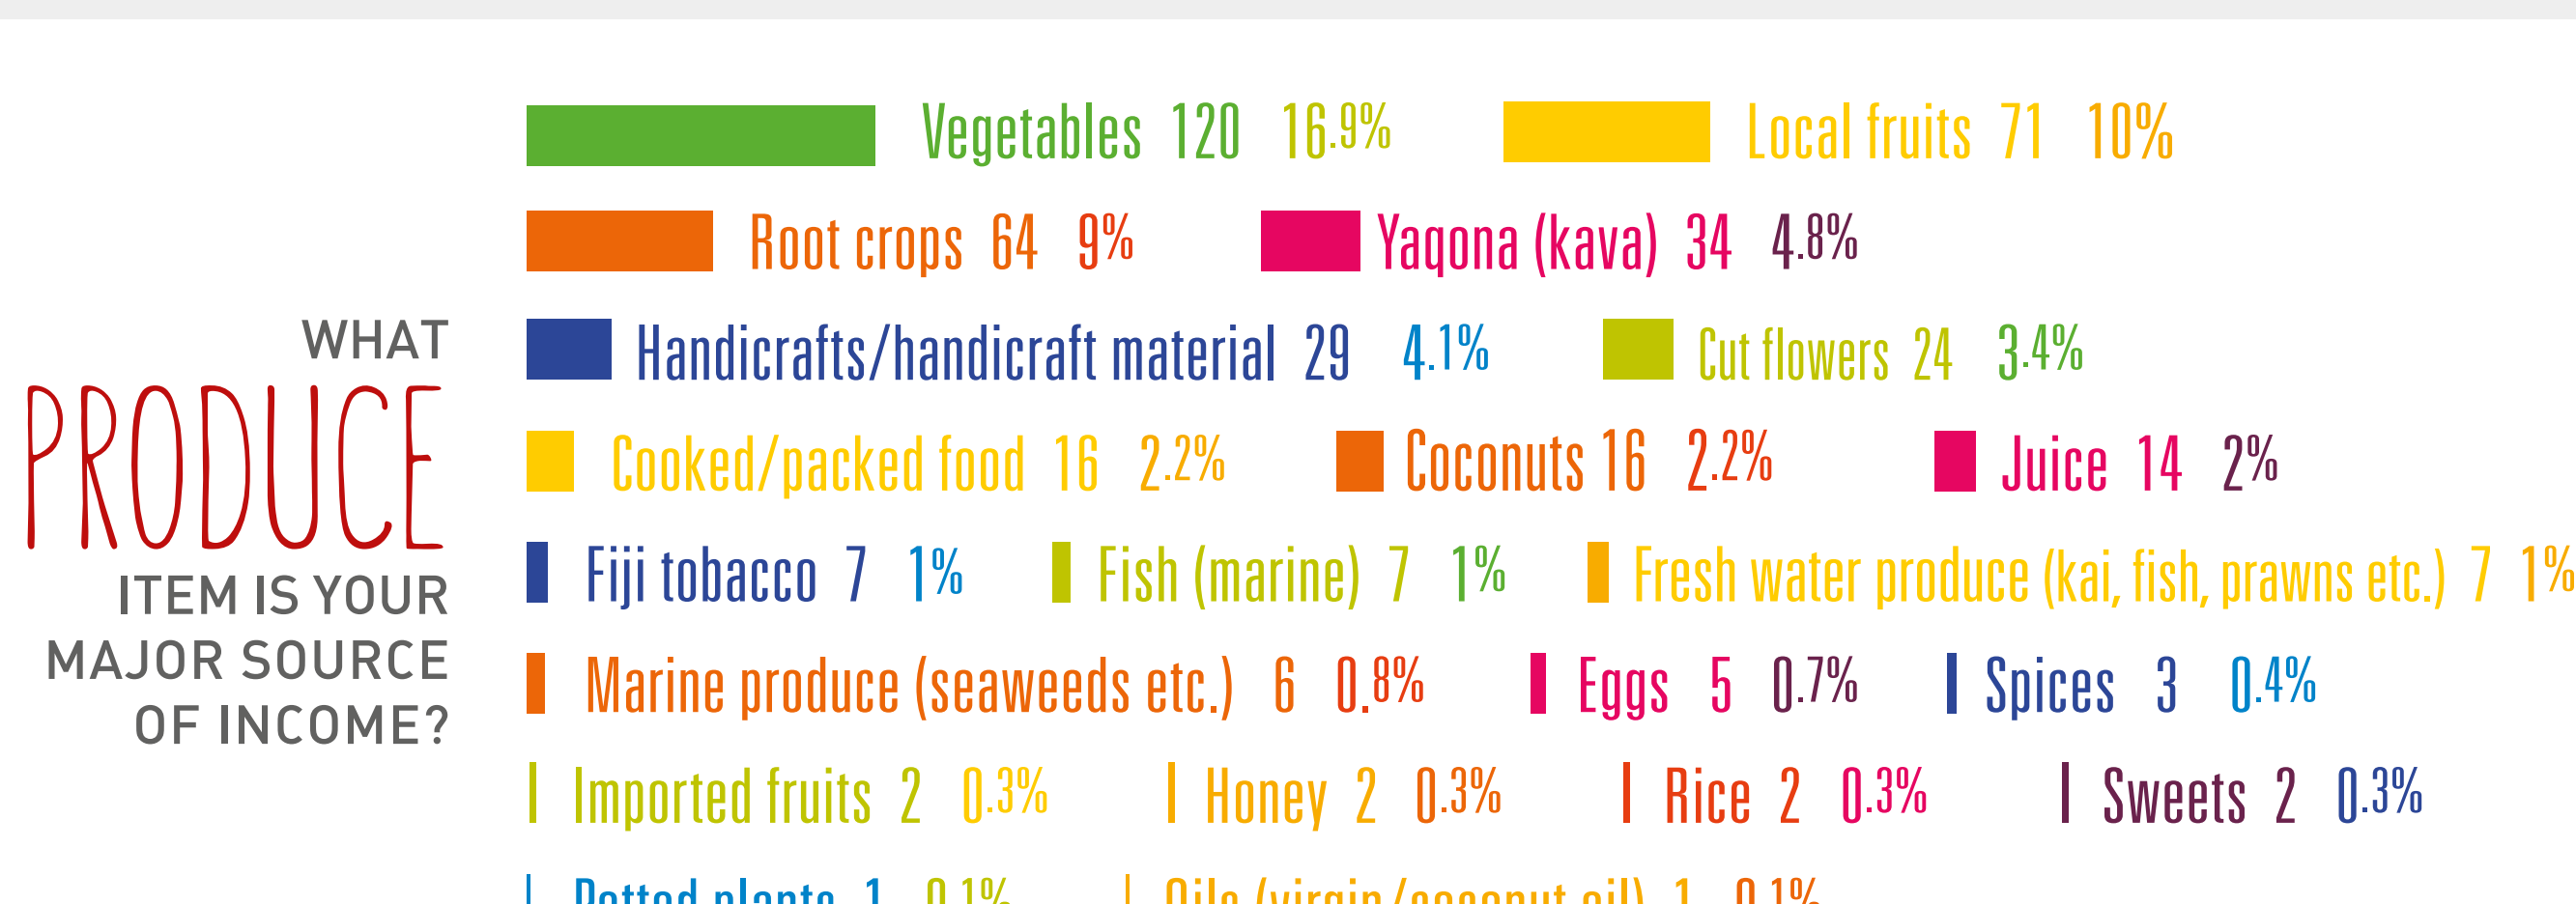 WHAT
PRODUCE
ITEM IS YOUR
MAJOR SOURCE
OF INCOME?
Vegetables 120 16.9% Local fruits 71 10%
Root crops 64 9% Yaqona (kava) 34 4.8%
Handicrafts/handicraft material 29 4.1% Cut flowers 24 3.4%
Cooked/packed food 16 2.2% Coconuts 16 2.2% Juice 14 2%
Fiji tobacco 7 1% Fish (marine) 7 1% Fresh water produce (kai, fish, prawns etc.) 7 1%
Marine produce (seaweeds etc.) 6 0.8% Eggs 5 0.7% Spices 3 0.4%
Imported fruits 2 0.3% Honey 2 0.3% Rice 2 0.3% Sweets 2 0.3%
Potted plants 1 0.1% Oils (virgin/coconut oil) 1 0.1%